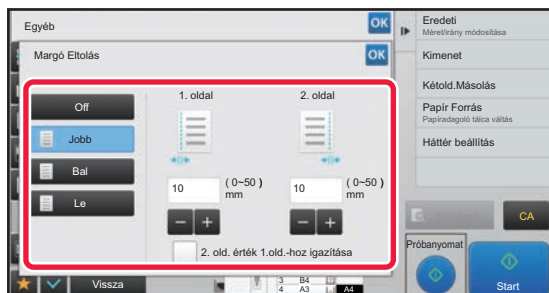 Egyéb
OK
Margó Eltolás
OK
Off
Jobb
Bal
Le
1. oldal
2. oldal
10
( 0~50 )
mm
10
( 0~50 )
mm
2. old. érték 1.old.-hoz igazítása
Vissza
3 B4
4 A3
A4
Eredeti
Méret/irány módosítása
Kimenet
Kétold.Másolás
Papír Forrás
Papíradagoló tálca váltás
Háttér beállítás
CA
Próbanyomat
Start